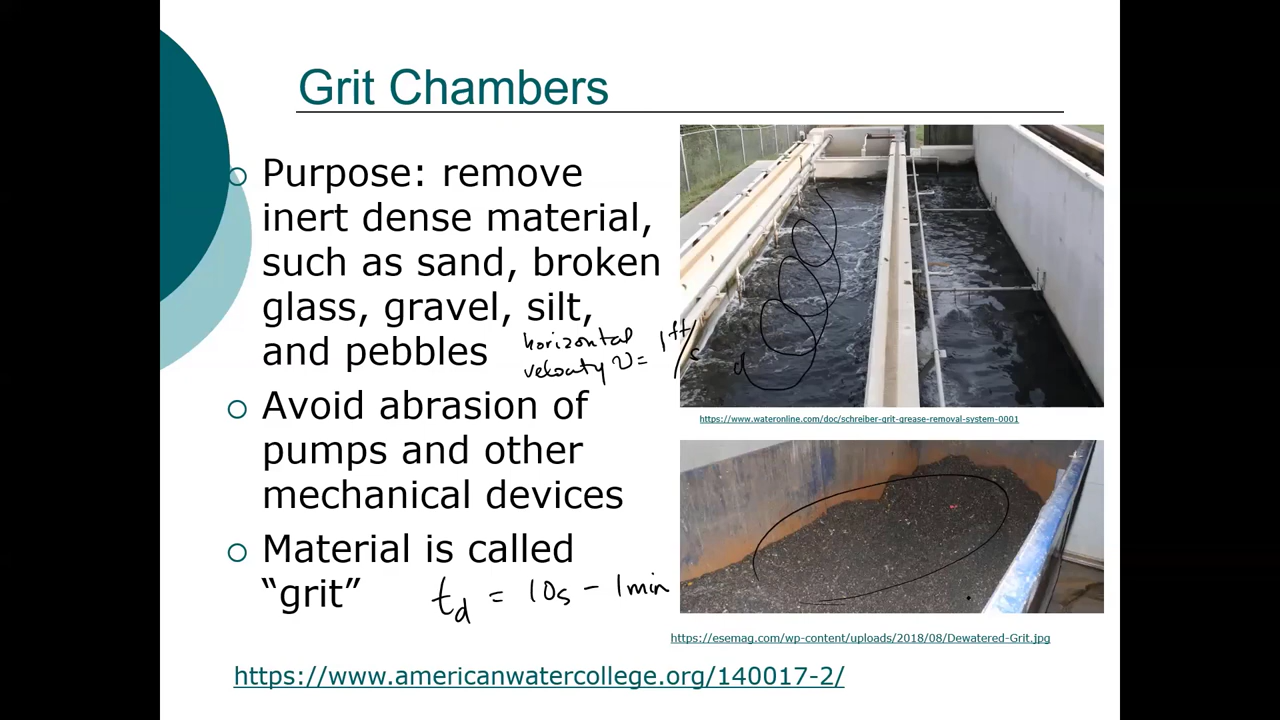 Grit Chambers
Purpose: remove
inert dense material,
such as sand, broken
glass, gravel, silt,
and pebbles
horizontal
velocity v = 1 ft/s
d
https://www.wateronline.com/doc/schreiber-grit-grease-removal-system-0001
Avoid abrasion of
pumps and other
mechanical devices
Material is called
“grit”
td = 10s - 1min
https://esemag.com/wp-content/uploads/2018/08/Dewatered-Grit.jpg
https://www.americanwatercollege.org/140017-2/